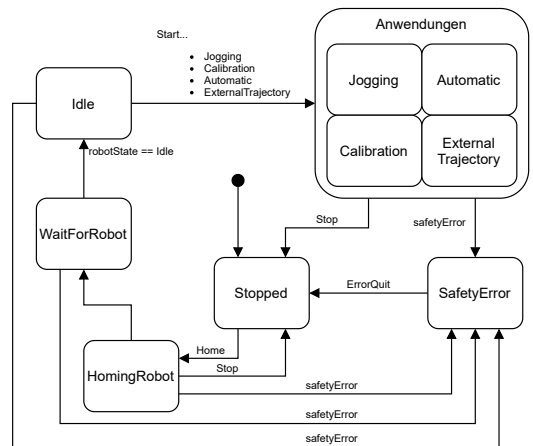 Anwendungen
Start...
• Jogging
• Calibration
• Automatic
• ExternalTrajectory
Jogging
Automatic
Idle
Calibration
External
Trajectory
robotState == Idle
WaitForRobot
Stop
safetyError
Stopped
ErrorQuit
SafetyError
Home
Stop
HomingRobot
safetyError
safetyError
safetyError